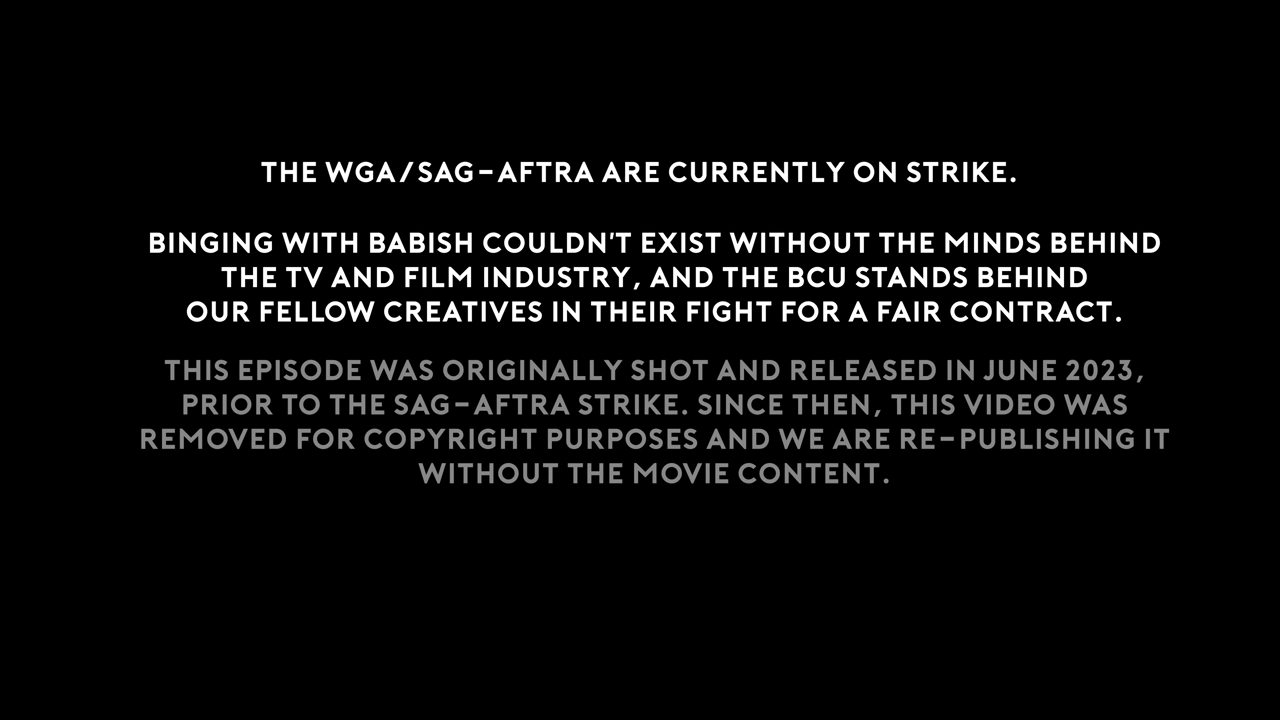 THE WGA/SAG-AFTRA ARE CURRENTLY ON STRIKE.
BINGING WITH BABISH COULDN'T EXIST WITHOUT THE MINDS BEHIND
THE TV AND FILM INDUSTRY, AND THE BCU STANDS BEHIND
OUR FELLOW CREATIVES IN THEIR FIGHT FOR A FAIR CONTRACT.
THIS EPISODE WAS ORIGINALLY SHOT AND RELEASED IN JUNE 2023,
PRIOR TO THE SAG-AFTRA STRIKE. SINCE THEN, THIS VIDEO WAS
REMOVED FOR COPYRIGHT PURPOSES AND WE ARE RE-PUBLISHING IT
WITHOUT THE MOVIE CONTENT.